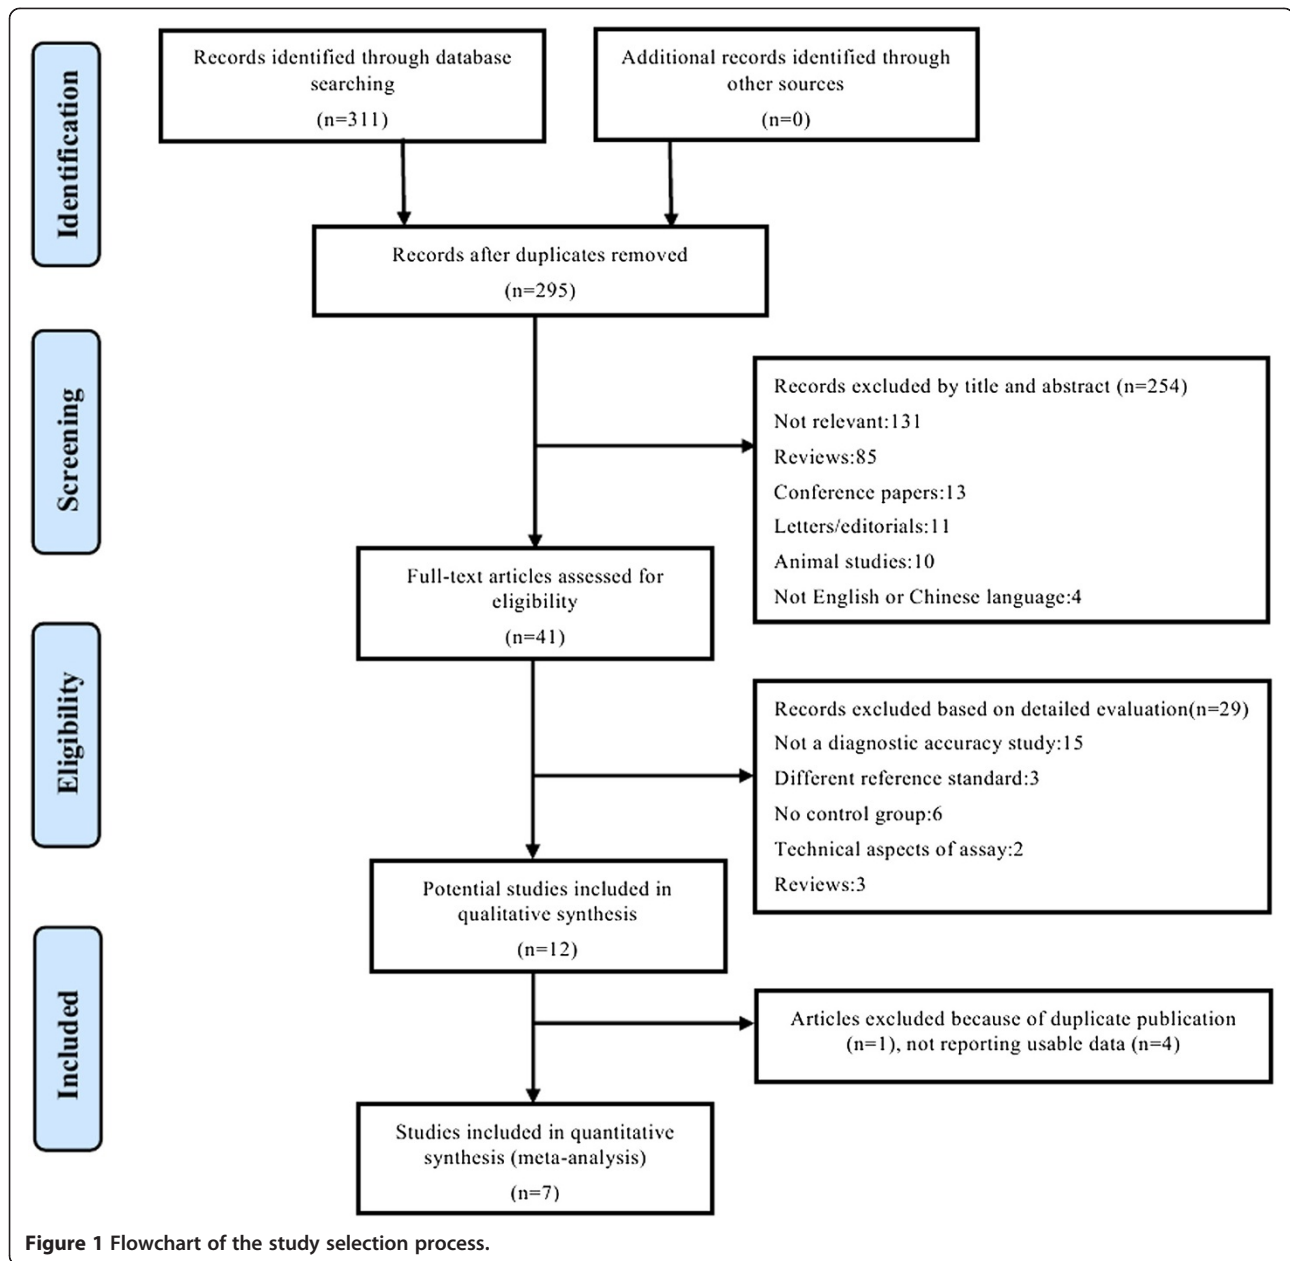 Identification
Records identified through database
searching
(n=311)
Additional records identified through
other sources
(n=0)
Records after duplicates removed
(n=295)
Screening
Records excluded by title and abstract (n=254)
Not relevant:131
Reviews:85
Conference papers:13
Letters/editorials:11
Animal studies:10
Not English or Chinese language:4
Full-text articles assessed for
eligibility
(n=41)
Eligibility
Records excluded based on detailed evaluation(n=29)
Not a diagnostic accuracy study:15
Different reference standard:3
No control group:6
Technical aspects of assay:2
Reviews:3
Potential studies included in
qualitative synthesis
(n=12)
Included
Articles excluded because of duplicate publication
(n=1), not reporting usable data (n=4)
Studies included in quantitative
synthesis (meta-analysis)
(n=7)
Figure 1 Flowchart of the study selection process.